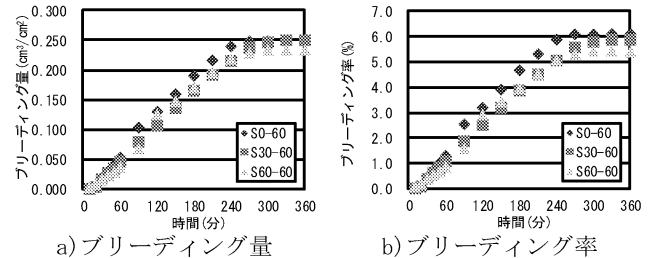 ブリーディング量(cm³/cm²)
0.300
0.250
0.200
0.150
0.100
0.050
0.000
S0-60
S30-60
S60-60
0 60 120 180 240 300 360
時間(分)
a)ブリーディング量
ブリーディング率(%)
7.0
6.0
5.0
4.0
3.0
2.0
1.0
0.0
S0-60
S30-60
S60-60
0 60 120 180 240 300 360
時間(分)
b)ブリーディング率